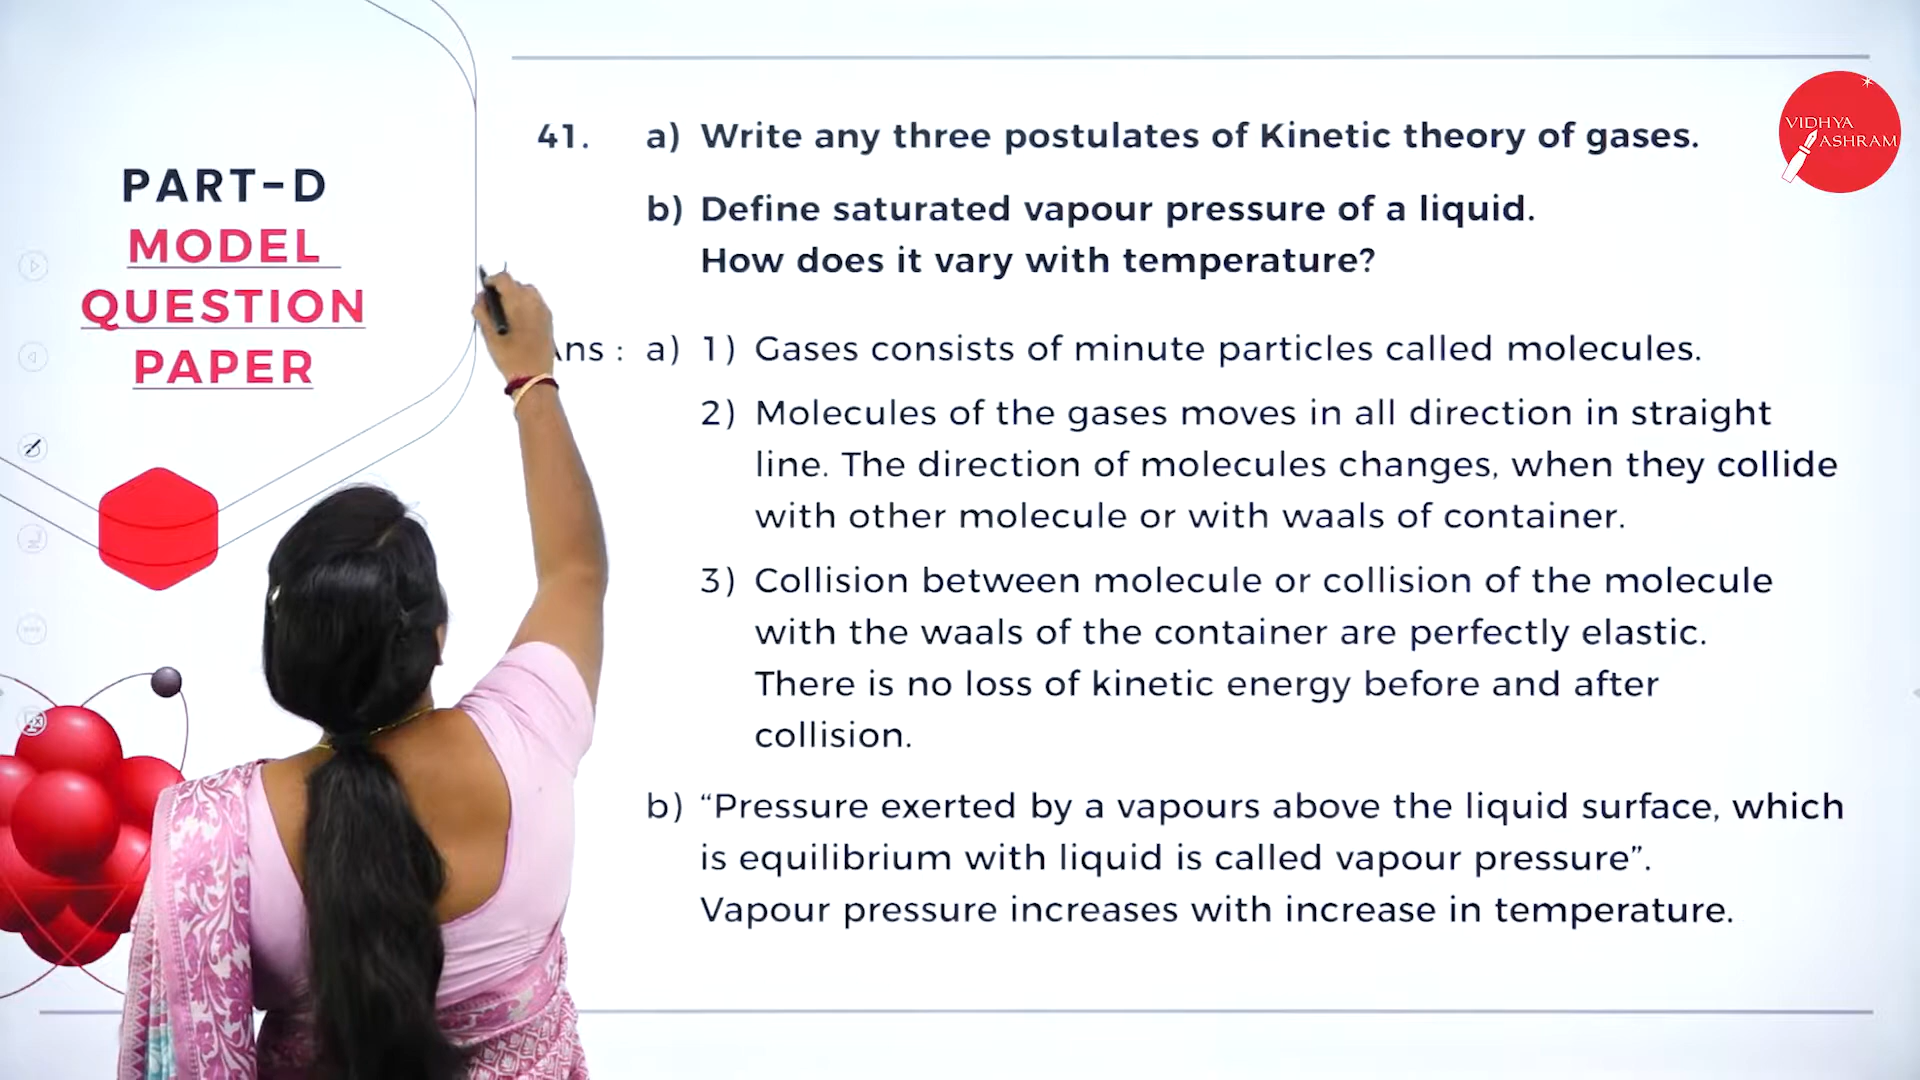 PART-D
MODEL
QUESTION
PAPER
41. a) Write any three postulates of Kinetic theory of gases.
b) Define saturated vapour pressure of a liquid.
How does it vary with temperature?
Ans : a) 1) Gases consists of minute particles called molecules.
2) Molecules of the gases moves in all direction in straight
line. The direction of molecules changes, when they collide
with other molecule or with waals of container.
3) Collision between molecule or collision of the molecule
with the waals of the container are perfectly elastic.
There is no loss of kinetic energy before and after
collision.
b) “Pressure exerted by a vapours above the liquid surface, which
is equilibrium with liquid is called vapour pressure”.
Vapour pressure increases with increase in temperature.
VIDHYA
ASHRAM